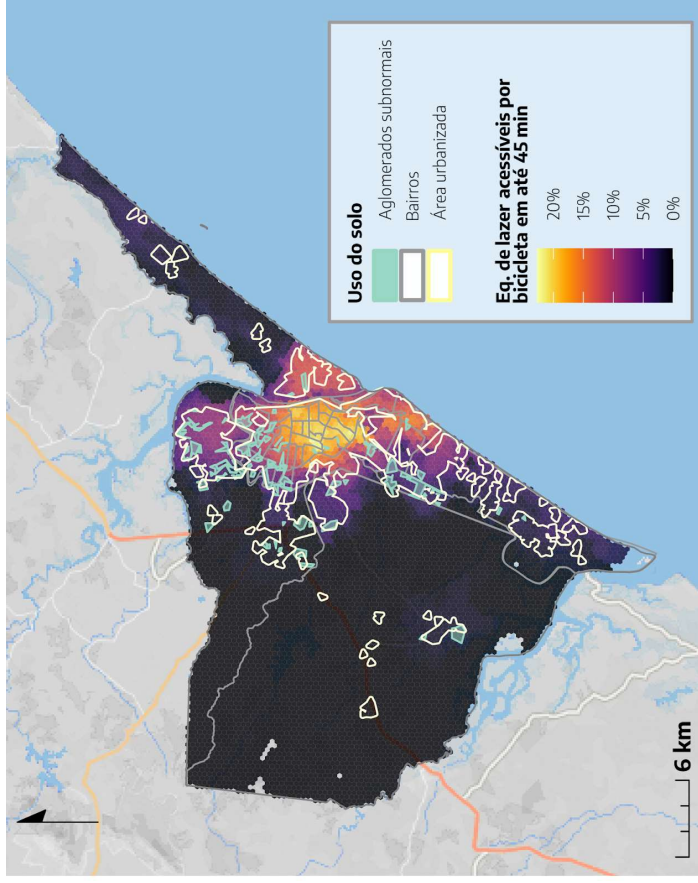 Uso do solo
Aglomerados subnormais
Bairros
Área urbanizada
Eq. de lazer acessíveis por
bicicleta em até 45 min
20%
15%
10%
5%
0%
6 km